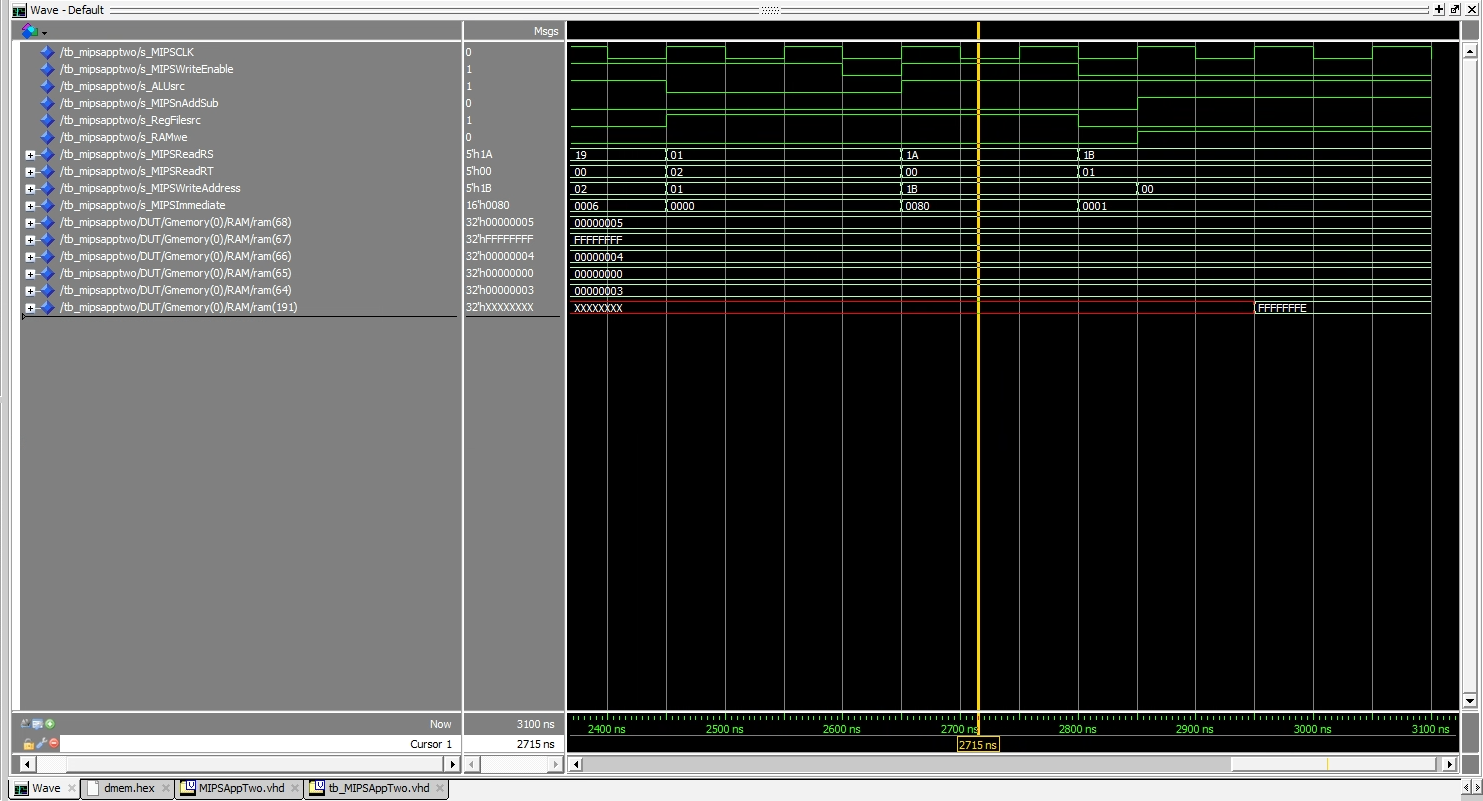 Wave - Default
Msgs
/tb_mipsapptwo/s_MIPSCLK 0
/tb_mipsapptwo/s_MIPSWriteEnable 1
/tb_mipsapptwo/s_ALUsrc 1
/tb_mipsapptwo/s_MIPSnAddSub 0
/tb_mipsapptwo/s_RegFilesrc 1
/tb_mipsapptwo/s_RAMwe 0
/tb_mipsapptwo/s_MIPSReadRS 5'h1A 19 01 1A 1B
/tb_mipsapptwo/s_MIPSReadRT 5'h00 00 02 00 01
/tb_mipsapptwo/s_MIPSWriteAddress 5'h1B 02 01 1B 00
/tb_mipsapptwo/s_MIPSImmediate 16'h0080 0006 0000 0080 0001
/tb_mipsapptwo/DUT/Gmemory(0)/RAM/ram(68) 32'h00000005 00000005
/tb_mipsapptwo/DUT/Gmemory(0)/RAM/ram(67) 32'hFFFFFFFF FFFFFFFF
/tb_mipsapptwo/DUT/Gmemory(0)/RAM/ram(66) 32'h00000004 00000004
/tb_mipsapptwo/DUT/Gmemory(0)/RAM/ram(65) 32'h00000000 00000000
/tb_mipsapptwo/DUT/Gmemory(0)/RAM/ram(64) 32'h00000003 00000003
/tb_mipsapptwo/DUT/Gmemory(0)/RAM/ram(191) 32'hXXXXXXXX XXXXXXXX FFFFFFFE
Now 3100 ns 2400 ns 2500 ns 2600 ns 2700 ns 2800 ns 2900 ns 3000 ns 3100 ns
Cursor 1 2715 ns 2715 ns
Wave dmem.hex MIPSAppTwo.vhd tb_MIPSAppTwo.vhd